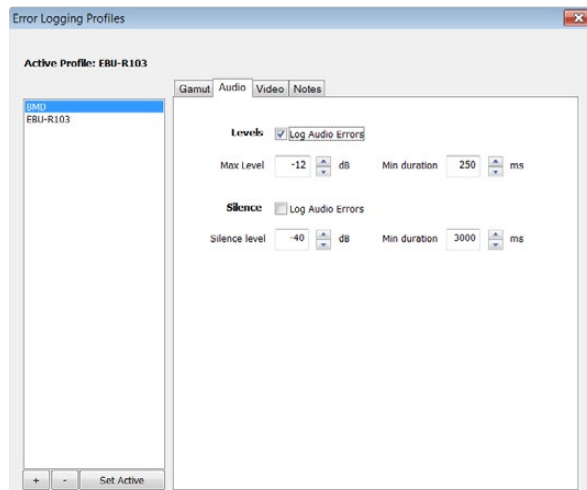 Error Logging Profiles
Active Profile: EBU-R103
Gamut Audio Video Notes
BMD
EBU-R103
Levels Log Audio Errors
Max Level -12 dB Min duration 250 ms
Silence Log Audio Errors
Silence level -40 dB Min duration 3000 ms
+ - Set Active